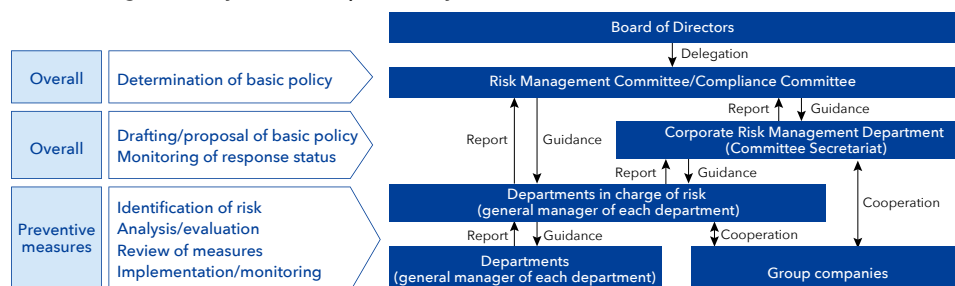 Board of Directors
Delegation
Overall
Determination of basic policy
Risk Management Committee/Compliance Committee
Report
Guidance
Overall
Drafting/proposal of basic policy
Monitoring of response status
Report
Guidance
Corporate Risk Management Department
(Committee Secretariat)
Report
Guidance
Preventive
measures
Identification of risk
Analysis/evaluation
Review of measures
Implementation/monitoring
Departments in charge of risk
(general manager of each department)
Cooperation
Report
Guidance
Cooperation
Departments
(general manager of each department)
Group companies